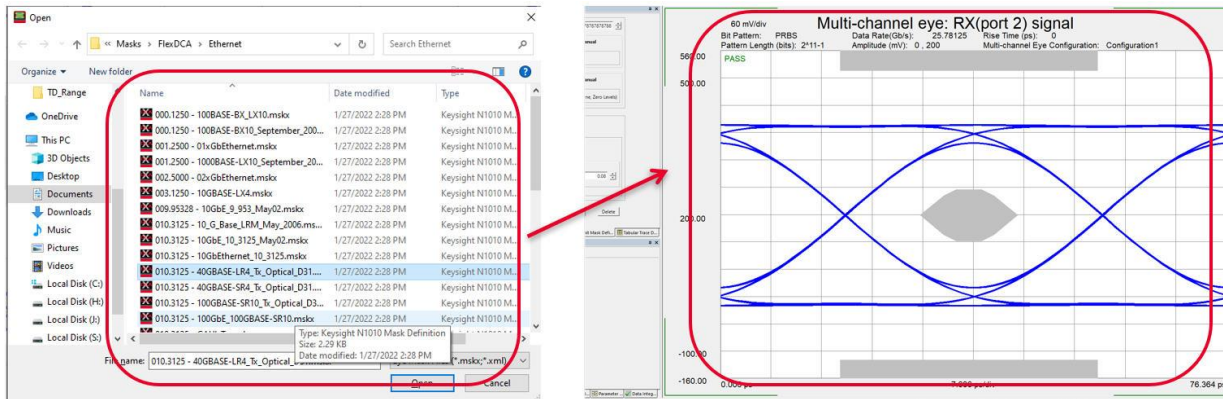 Open
Masks > FlexDCA > Ethernet
Search Ethernet
Organize
New folder
TD_Range
OneDrive
This PC
3D Objects
Desktop
Documents
Downloads
Music
Pictures
Videos
Local Disk (C:)
Local Disk (H:)
Local Disk (J:)
Local Disk (S:)
Name Date modified Type
000.1250 - 100BASE-BX_LX10.mskx 1/27/2022 2:28 PM Keysight N1010 M...
000.1250 - 100BASE-BX10_September_200... 1/27/2022 2:28 PM Keysight N1010 M...
001.2500 - 01xGbEthernet.mskx 1/27/2022 2:28 PM Keysight N1010 M...
001.2500 - 1000BASE-LX10_September_20... 1/27/2022 2:28 PM Keysight N1010 M...
002.5000 - 02xGbEthernet.mskx 1/27/2022 2:28 PM Keysight N1010 M...
003.1250 - 10GBASE-LX4.mskx 1/27/2022 2:28 PM Keysight N1010 M...
009.95328 - 10GbE_9_953_May02.mskx 1/27/2022 2:28 PM Keysight N1010 M...
010.3125 - 10_G_Base_LRM_May_2006.ms... 1/27/2022 2:28 PM Keysight N1010 M...
010.3125 - 10GbE_10_3125_May02.mskx 1/27/2022 2:28 PM Keysight N1010 M...
010.3125 - 10GbEthernet_10_3125.mskx 1/27/2022 2:28 PM Keysight N1010 M...
010.3125 - 40GBASE-LR4_Tx_Optical_D31.... 1/27/2022 2:28 PM Keysight N1010 M...
010.3125 - 40GBASE-SR4_Tx_Optical_D31.... 1/27/2022 2:28 PM Keysight N1010 M...
010.3125 - 100GBASE-SR10_Tx_Optical_D3... 1/27/2022 2:28 PM Keysight N1010 M...
010.3125 - 100GbE_100GBASE-SR10.mskx 1/27/2022 2:28 PM Keysight N1010 M...
Type: Keysight N1010 Mask Definition
Size: 2.29 KB
Date modified: 1/27/2022 2:28 PM
File name: 010.3125 - 40GBASE-LR4_Tx_Optical (*.mskx;*.xml)
Open Cancel
0.00
Delete
Multi-channel eye: RX(port 2) signal
60 mV/div
Bit Pattern: PRBS Data Rate(Gb/s): 25.78125 Rise Time (ps): 0
Pattern Length (bits): 2^11-1 Amplitude (mV): 0 , 200 Multi-channel Eye Configuration: Configuration1
PASS
500.00
200.00
-100.00
-160.00
76.364 ps